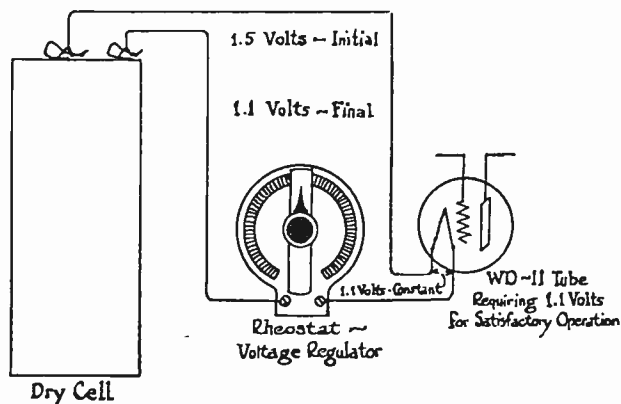 1.5 Volts ~ Initial
1.1 Volts ~ Final
1.1 Volts - Constant
WD~11 Tube
Requiring 1.1 Volts
for Satisfactory Operation
Rheostat ~
Voltage Regulator
Dry Cell